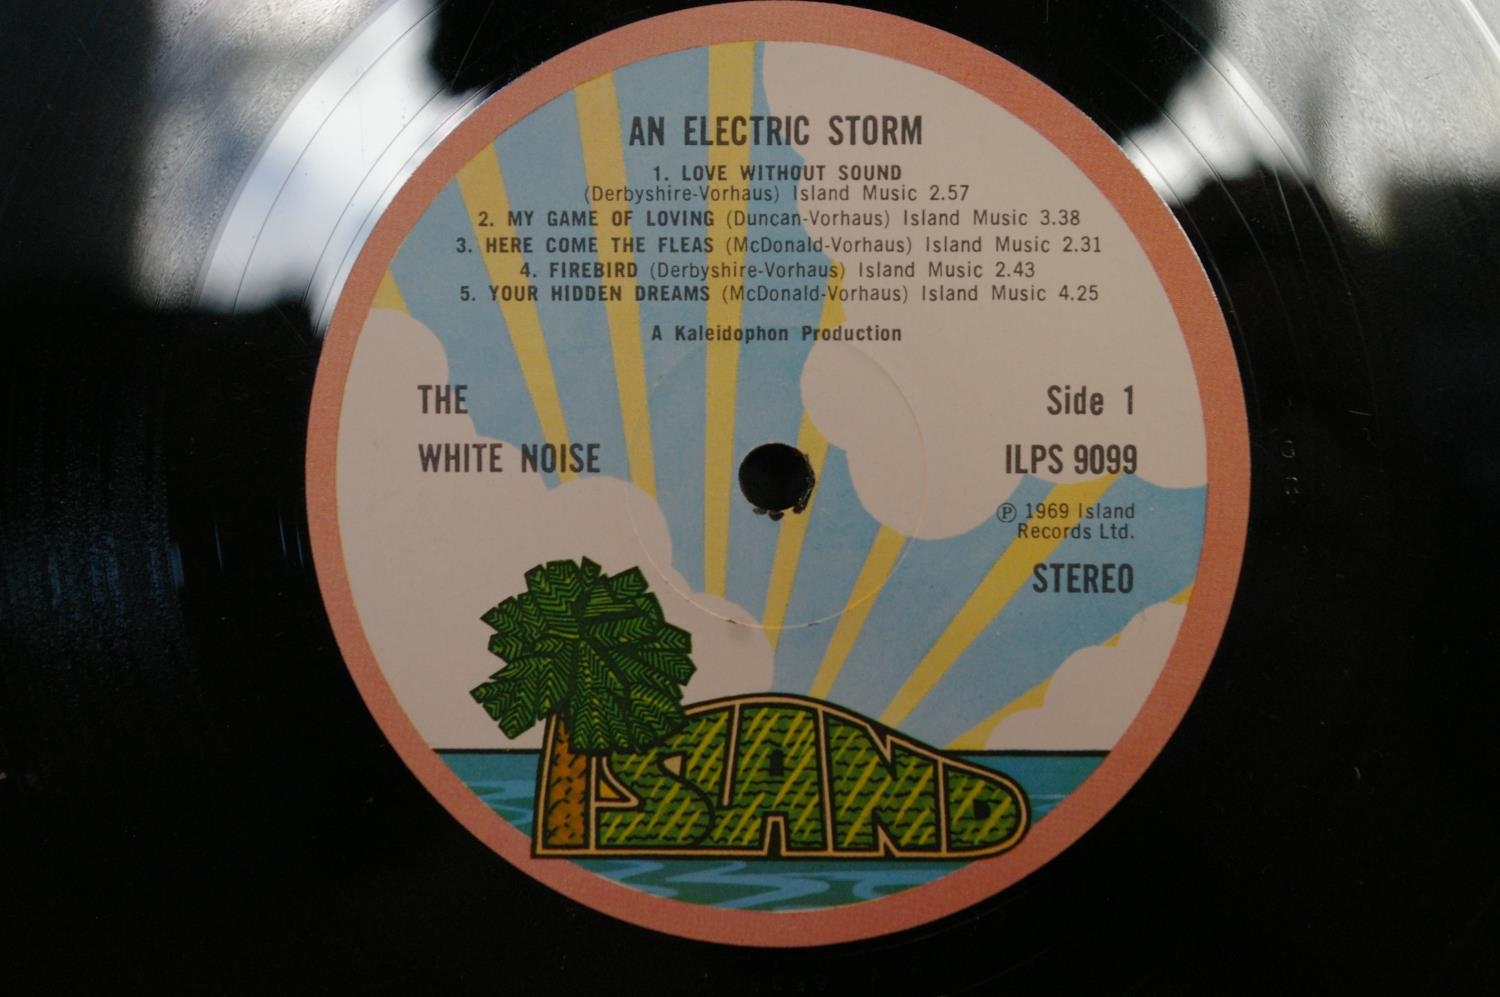 AN ELECTRIC STORM
1. LOVE WITHOUT SOUND
(Derbyshire-Vorhaus) Island Music 2.57
2. MY GAME OF LOVING (Duncan-Vorhaus) Island Music 3.38
3. HERE COME THE FLEAS (McDonald-Vorhaus) Island Music 2.31
4. FIREBIRD (Derbyshire-Vorhaus) Island Music 2.43
5. YOUR HIDDEN DREAMS (McDonald-Vorhaus) Island Music 4.25
A Kaleidophon Production
THE
WHITE NOISE
Side 1
ILPS 9099
℗ 1969 Island
Records Ltd.
STEREO
ISLAND